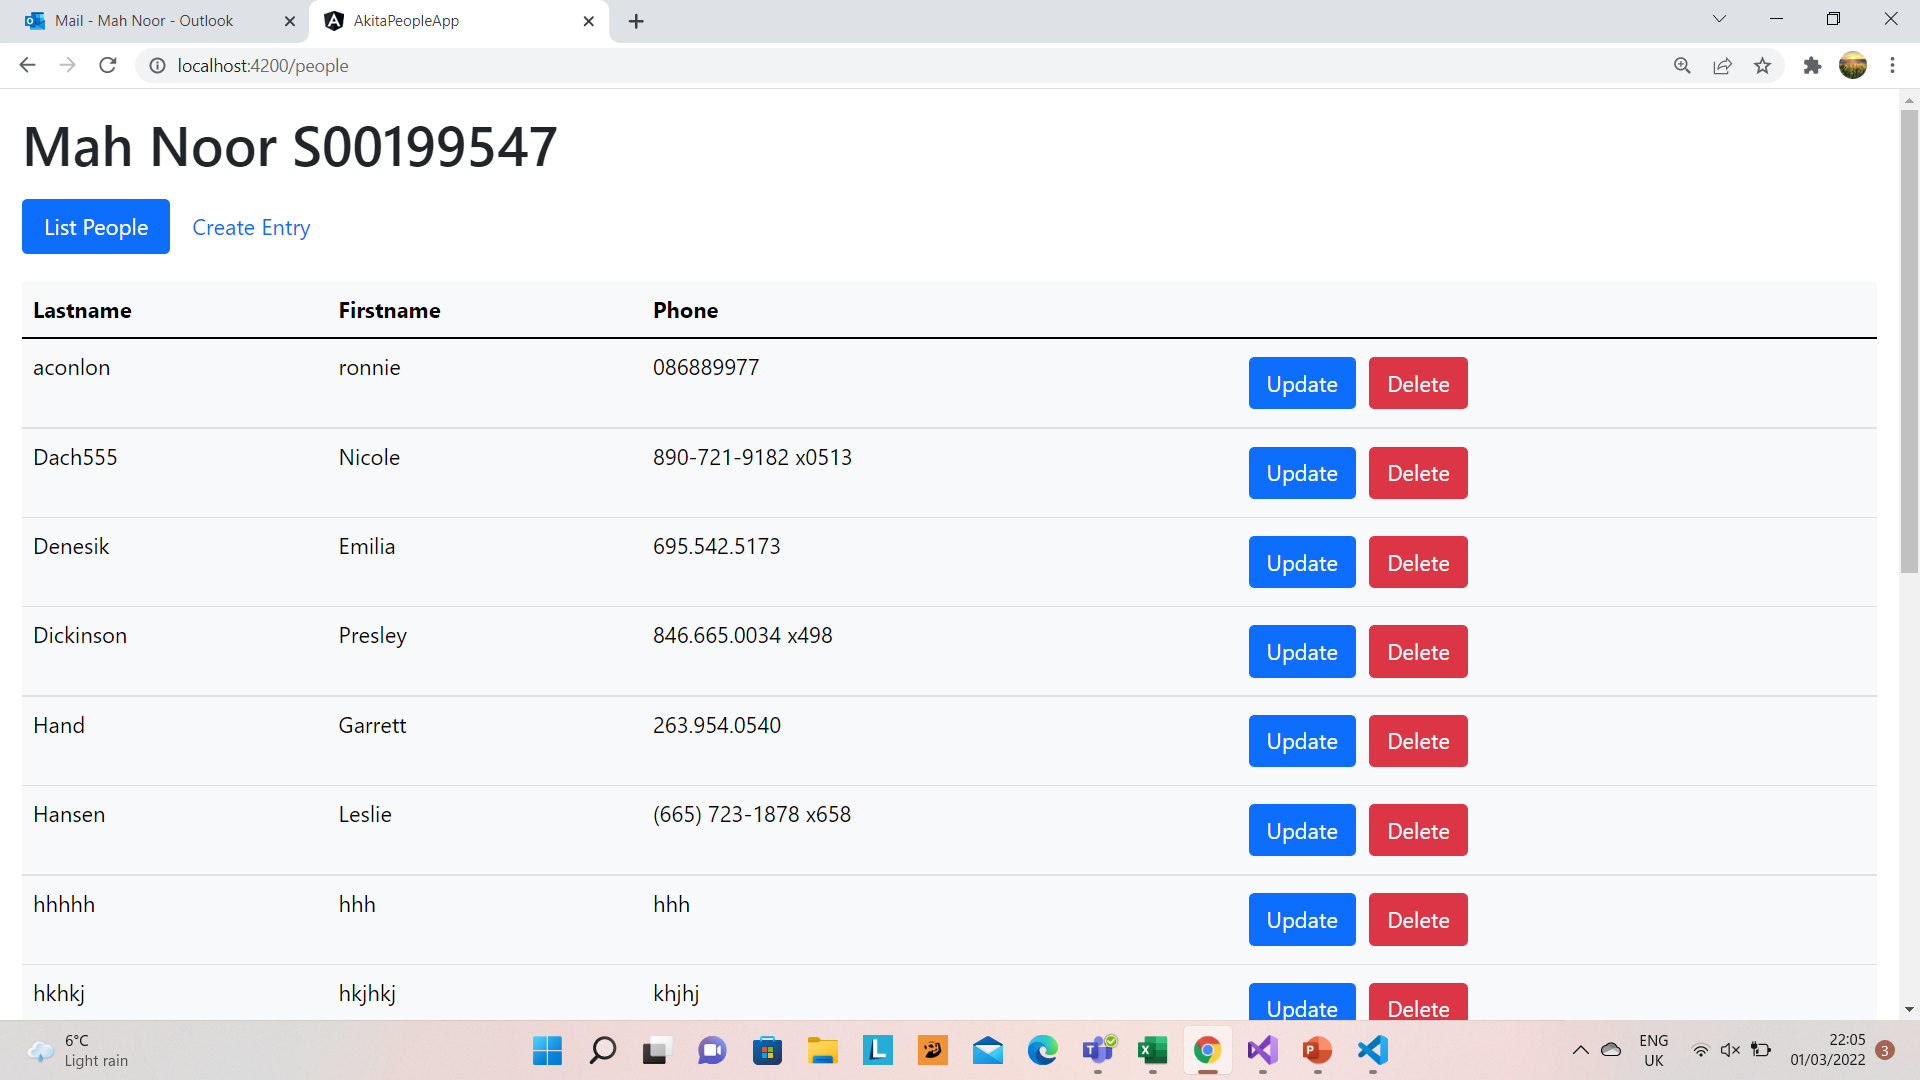 Mail - Mah Noor - Outlook
AkitaPeopleApp
localhost:4200/people
Mah Noor S00199547
List People Create Entry
Lastname Firstname Phone
aconlon ronnie 086889977 Update Delete
Dach555 Nicole 890-721-9182 x0513 Update Delete
Denesik Emilia 695.542.5173 Update Delete
Dickinson Presley 846.665.0034 x498 Update Delete
Hand Garrett 263.954.0540 Update Delete
Hansen Leslie (665) 723-1878 x658 Update Delete
hhhhh hhh hhh Update Delete
hkhkj hkjhkj khjhj Update Delete
6°C
Light rain
ENG
UK
22:05
01/03/2022
3